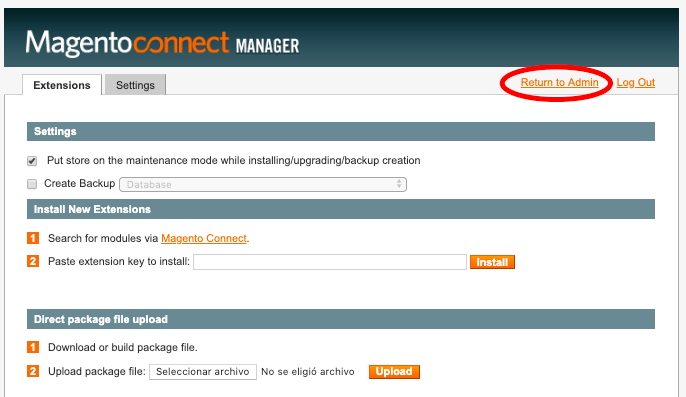 Magentoconnect MANAGER
Extensions Settings Return to Admin Log Out
Settings
Put store on the maintenance mode while installing/upgrading/backup creation
Create Backup Database
Install New Extensions
1 Search for modules via Magento Connect.
2 Paste extension key to install: Install
Direct package file upload
1 Download or build package file.
2 Upload package file: Seleccionar archivo No se eligió archivo Upload